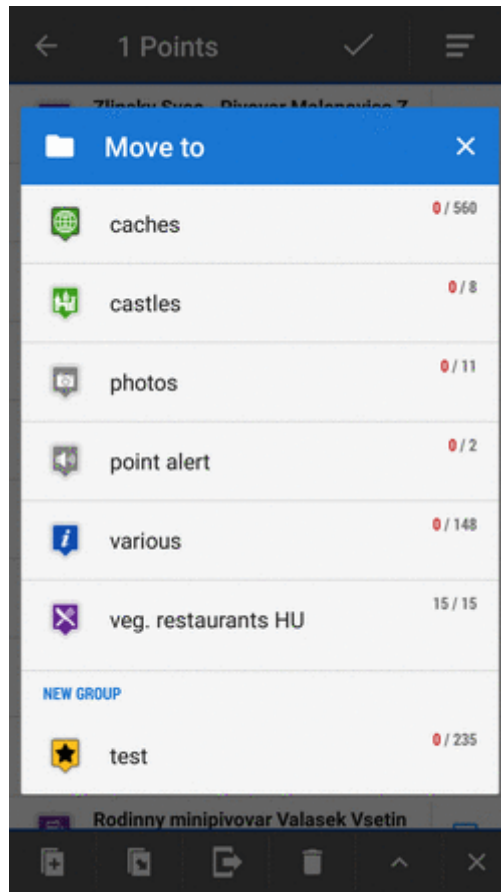 1 Points
Move to
caches
0 / 560
castles
0 / 8
photos
0 / 11
point alert
0 / 2
various
0 / 148
veg. restaurants HU
15 / 15
NEW GROUP
test
0 / 235
Rodinny minipivovar Valasek Vsetin